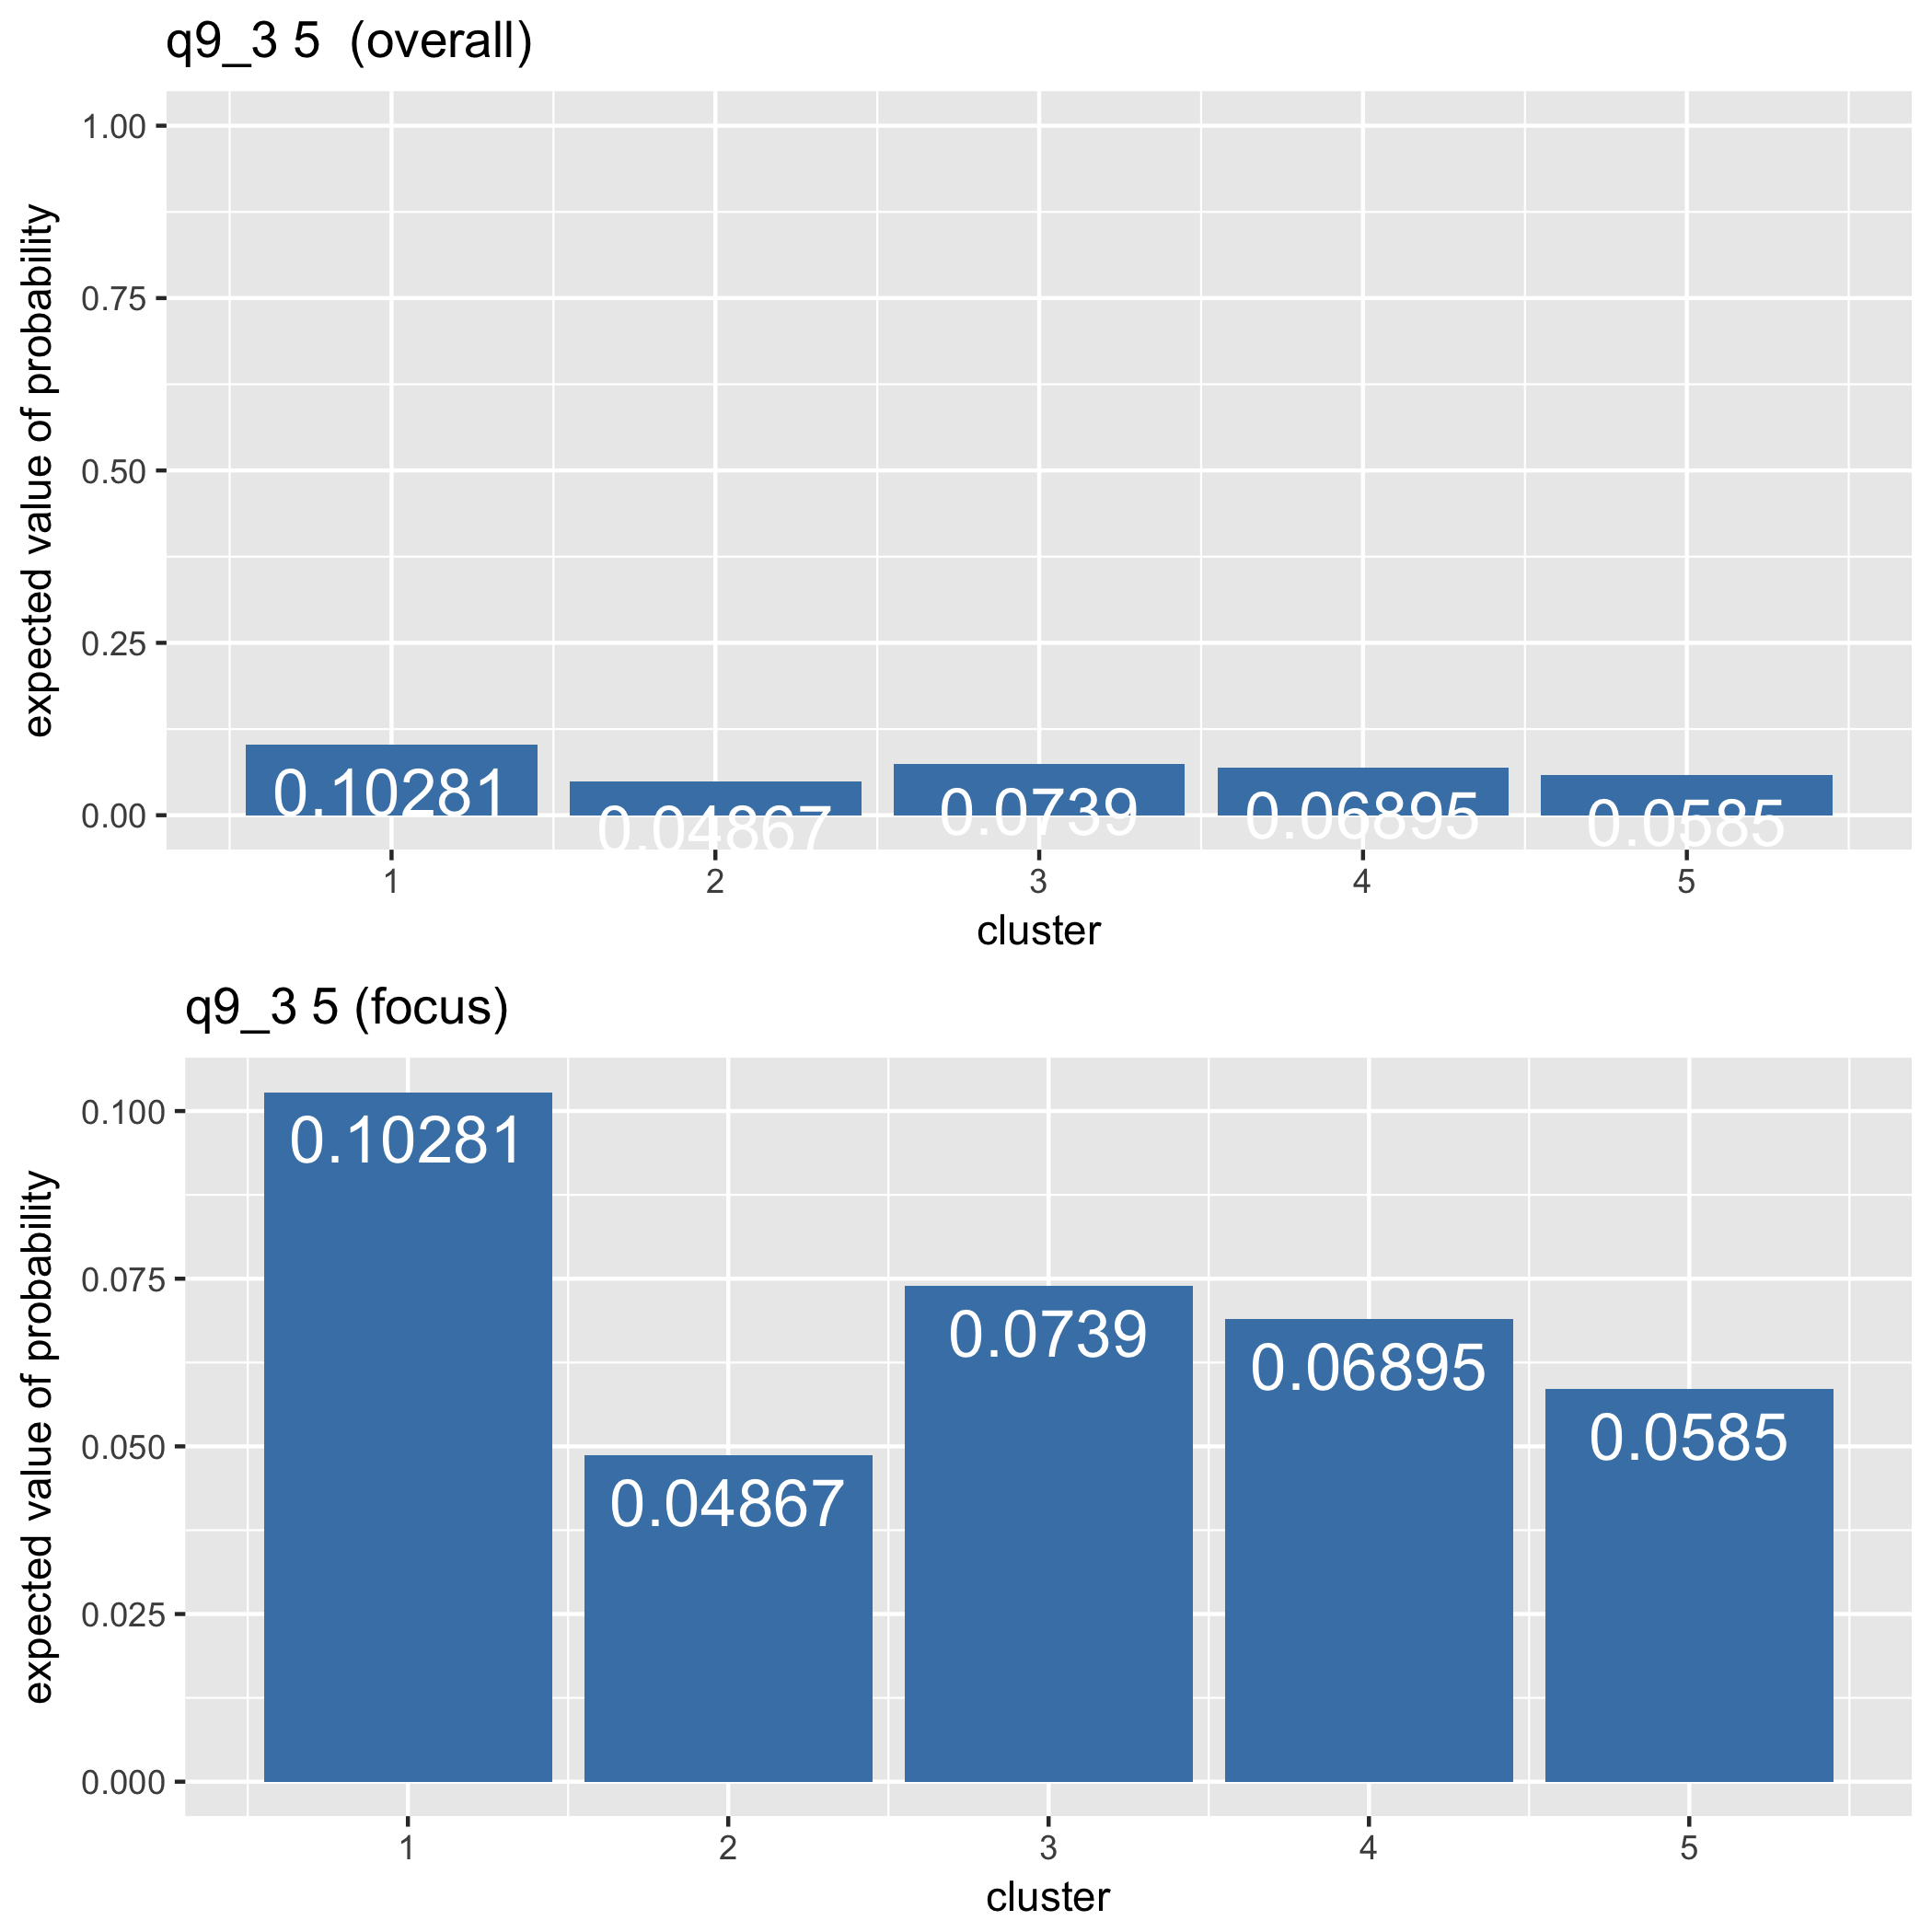 q9_3 5  (overall)
expected value of probability
1.00
0.75
0.50
0.25
0.00
0.10281
0.04867
0.0739
0.06895
0.0585
1 2 3 4 5
cluster
q9_3 5 (focus)
expected value of probability
0.100
0.075
0.050
0.025
0.000
0.10281
0.04867
0.0739
0.06895
0.0585
1 2 3 4 5
cluster